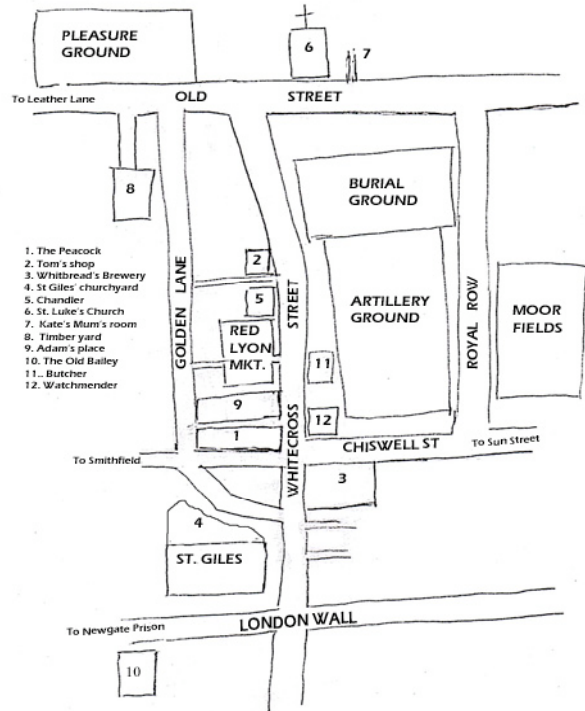 PLEASURE
GROUND
6
7
To Leather Lane
OLD STREET
8
BURIAL
GROUND
1. The Peacock
2. Tom's shop
3. Whitbread's Brewery
4. St Giles' churchyard
5. Chandler
6. St. Luke's Church
7. Kate's Mum's room
8. Timber yard
9. Adam's place
10. The Old Bailey
11.. Butcher
12. Watchmender
GOLDEN LANE
2
5
RED
LYON
MKT.
WHITECROSS STREET
ARTILLERY
GROUND
ROYAL ROW
MOOR
FIELDS
11
9
12
1
CHISWELL ST
To Sun Street
To Smithfield
3
4
ST. GILES
LONDON WALL
To Newgate Prison
10